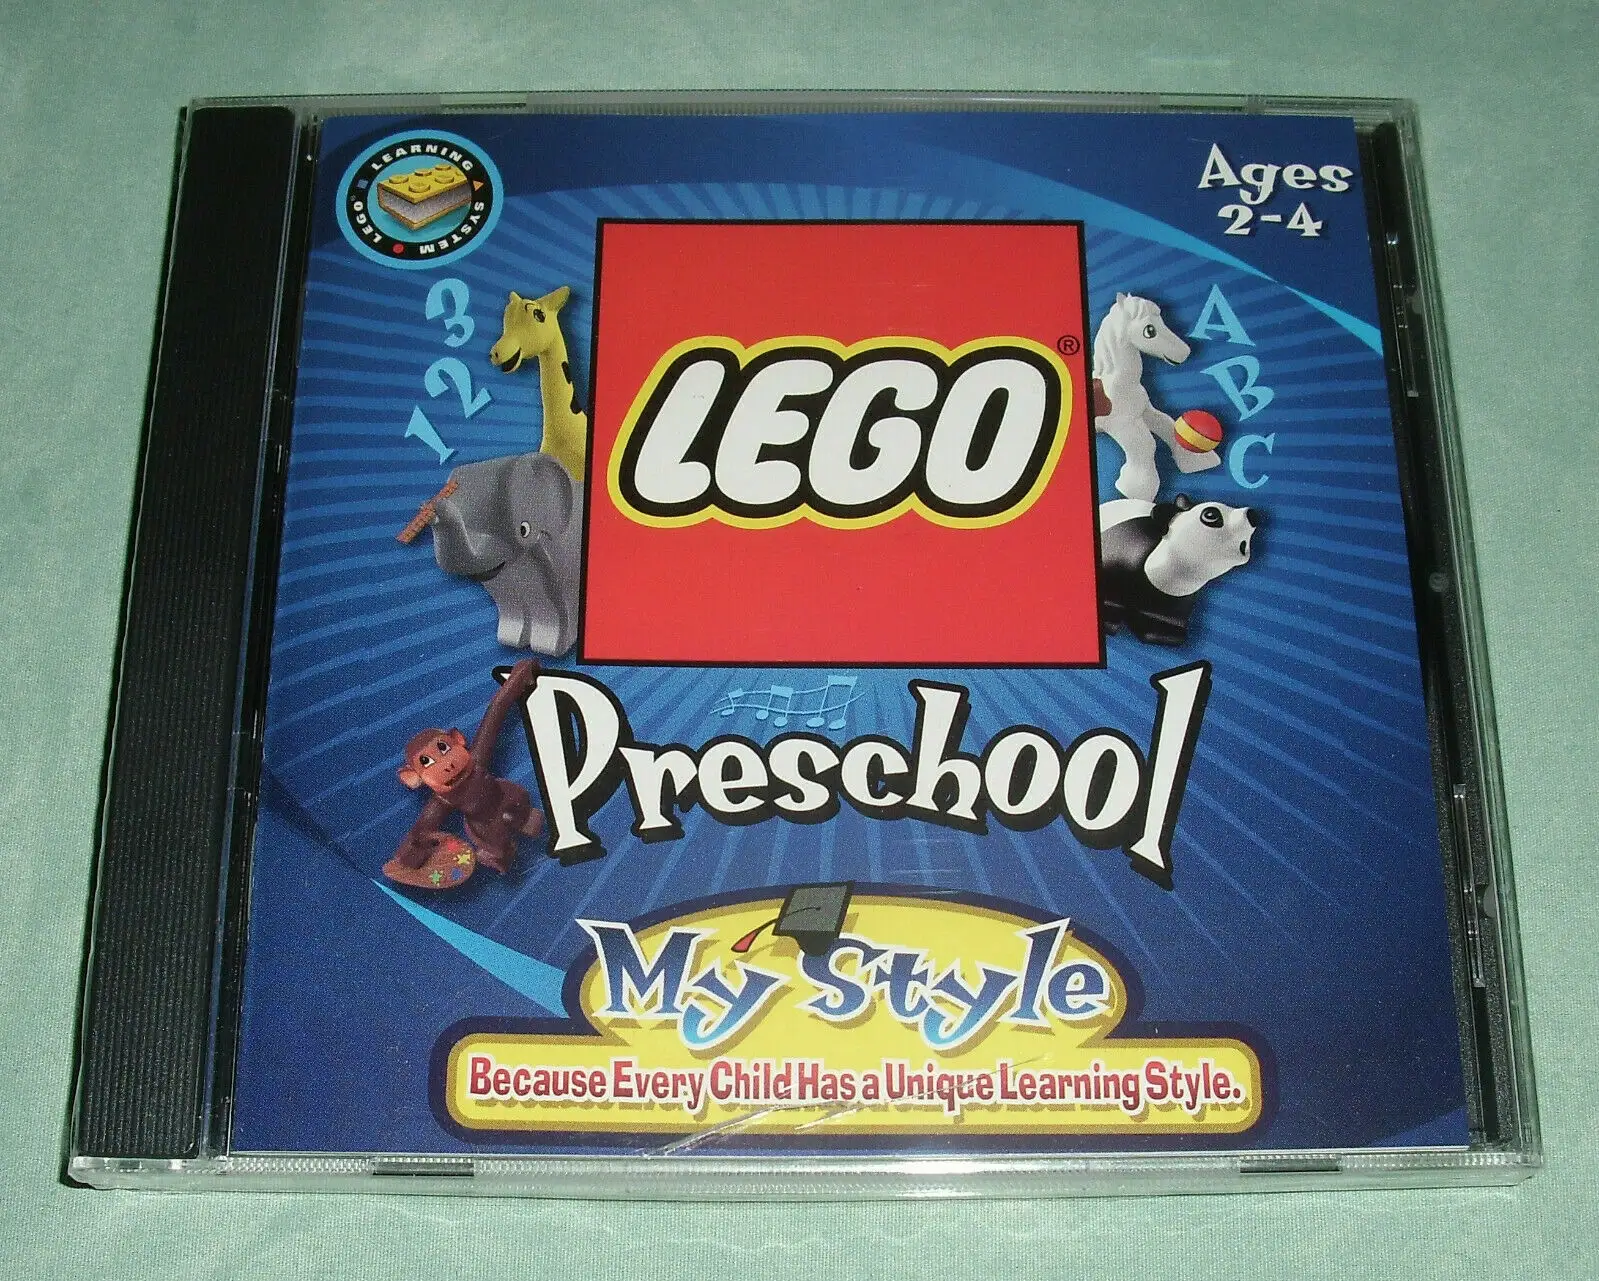 LEGO® LEARNING SYSTEM
Ages
2-4
1 2 3
A B C
LEGO®
Preschool
My Style
Because Every Child Has a Unique Learning Style.